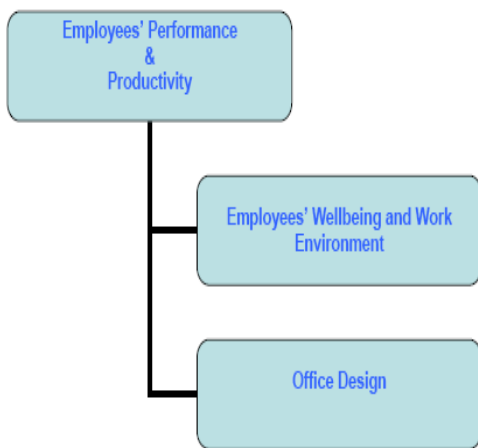 Employees’ Performance
&
Productivity
Employees’ Wellbeing and Work
Environment
Office Design